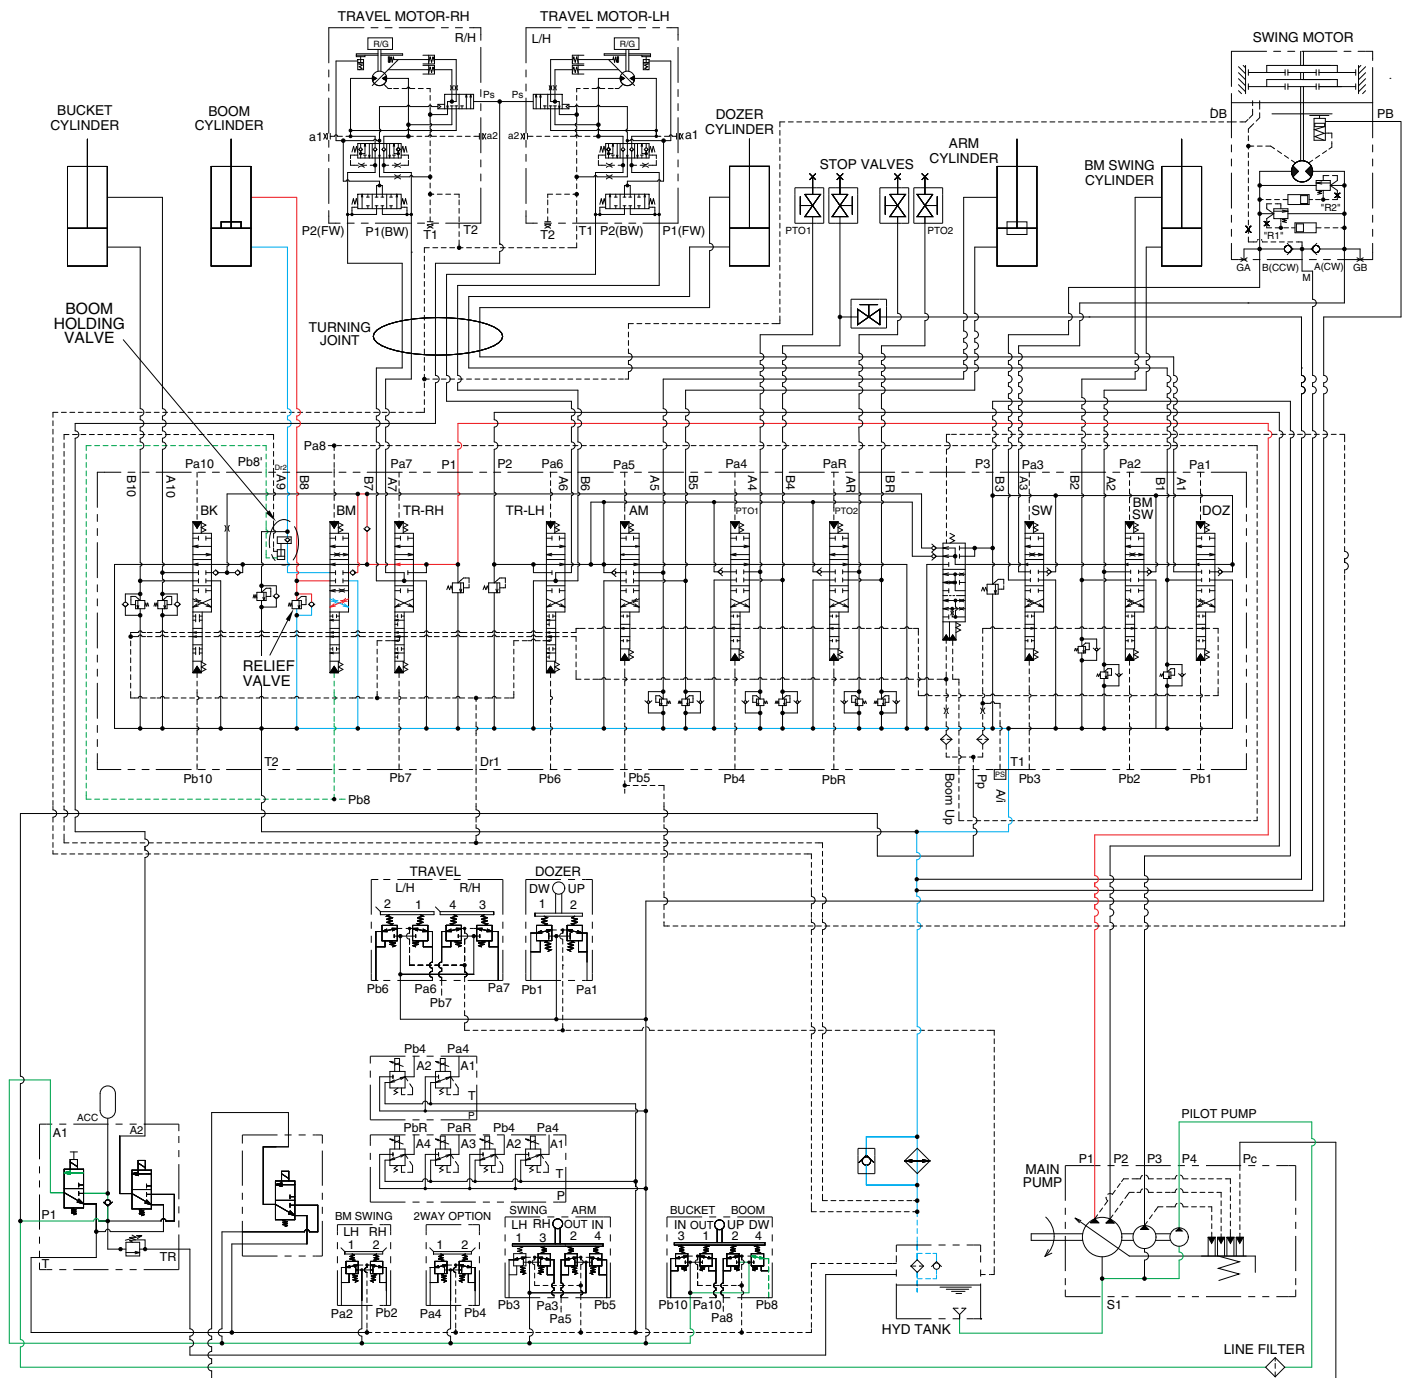 TRAVEL MOTOR-RH TRAVEL MOTOR-LH
SWING MOTOR
R/G R/H L/H R/G
BUCKET CYLINDER
BOOM CYLINDER
Ps Ps
DOZER CYLINDER
DB PB
a1 a2 a2 a1
ARM CYLINDER
STOP VALVES
BM SWING CYLINDER
"R2"
"R1"
P2(FW) P1(BW) T1 T2 T2 T1 P2(BW) P1(FW)
PTO1 PTO2
GA B(CCW) M A(CW) GB
BOOM HOLDING VALVE
TURNING JOINT
Pa8
Pa10 Pb8' Dr2 Pa7 P1 P2 Pa6 Pa5 Pa4 PaR P3 Pa3 Pa2 Pa1
B10 A10 A9 B8 B7 A7 A6 B6 A5 B5 A4 B4 AR BR B3 A3 B2 A2 B1 A1
BK BM TR-RH TR-LH AM PTO1 PTO2 SW BM SW DOZ
RELIEF VALVE
T2 Dr1 T1
Pb10 Pb7 Pb6 Pb5 Pb4 PbR Boom Up Pp PS A/i Pb3 Pb2 Pb1
Pb8
TRAVEL DOZER
L/H R/H DW UP
2 1 4 3 1 2
Pb6 Pa6 Pb7 Pa7 Pb1 Pa1
Pb4 Pa4
A2 A1
T
P
ACC
A1 A2
PbR PaR Pb4 Pa4
A4 A3 A2 A1
T
P
PILOT PUMP
P1 P2 P3 P4 Pc
MAIN PUMP
P1
T TR
BM SWING 2WAY OPTION SWING ARM BUCKET BOOM
LH RH LH RH OUT IN IN OUT UP DW
1 2 1 2 1 3 2 4 3 1 2 4
Pa2 Pb2 Pa4 Pb4 Pb3 Pa3 Pa5 Pb5 Pb10 Pa10 Pa8 Pb8
S1
HYD TANK
LINE FILTER